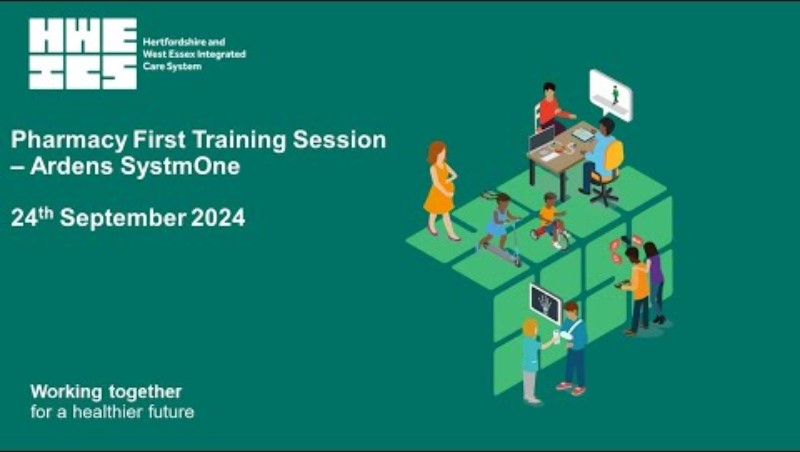 HWE
ICS
Hertfordshire and
West Essex Integrated
Care System
Pharmacy First Training Session
– Ardens SystmOne
24th September 2024
Working together
for a healthier future